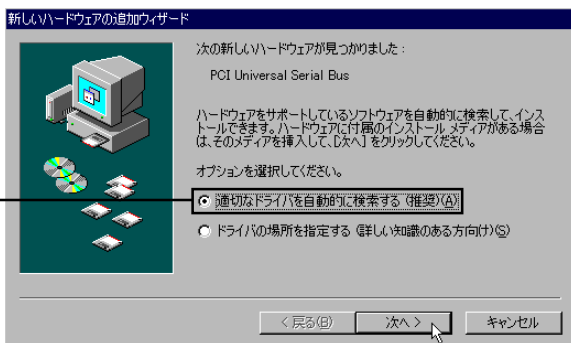 新しいハードウェアの追加ウィザード
次の新しいハードウェアが見つかりました :
PCI Universal Serial Bus
ハードウェアをサポートしているソフトウェアを自動的に検索して、インス
トールできます。ハードウェアに付属のインストール メディアがある場合
は、そのメディアを挿入して、[次へ] をクリックしてください。
オプションを選択してください。
適切なドライバを自動的に検索する (推奨)(A)
ドライバの場所を指定する (詳しい知識のある方向け)(S)
< 戻る(B)
次へ >
キャンセル